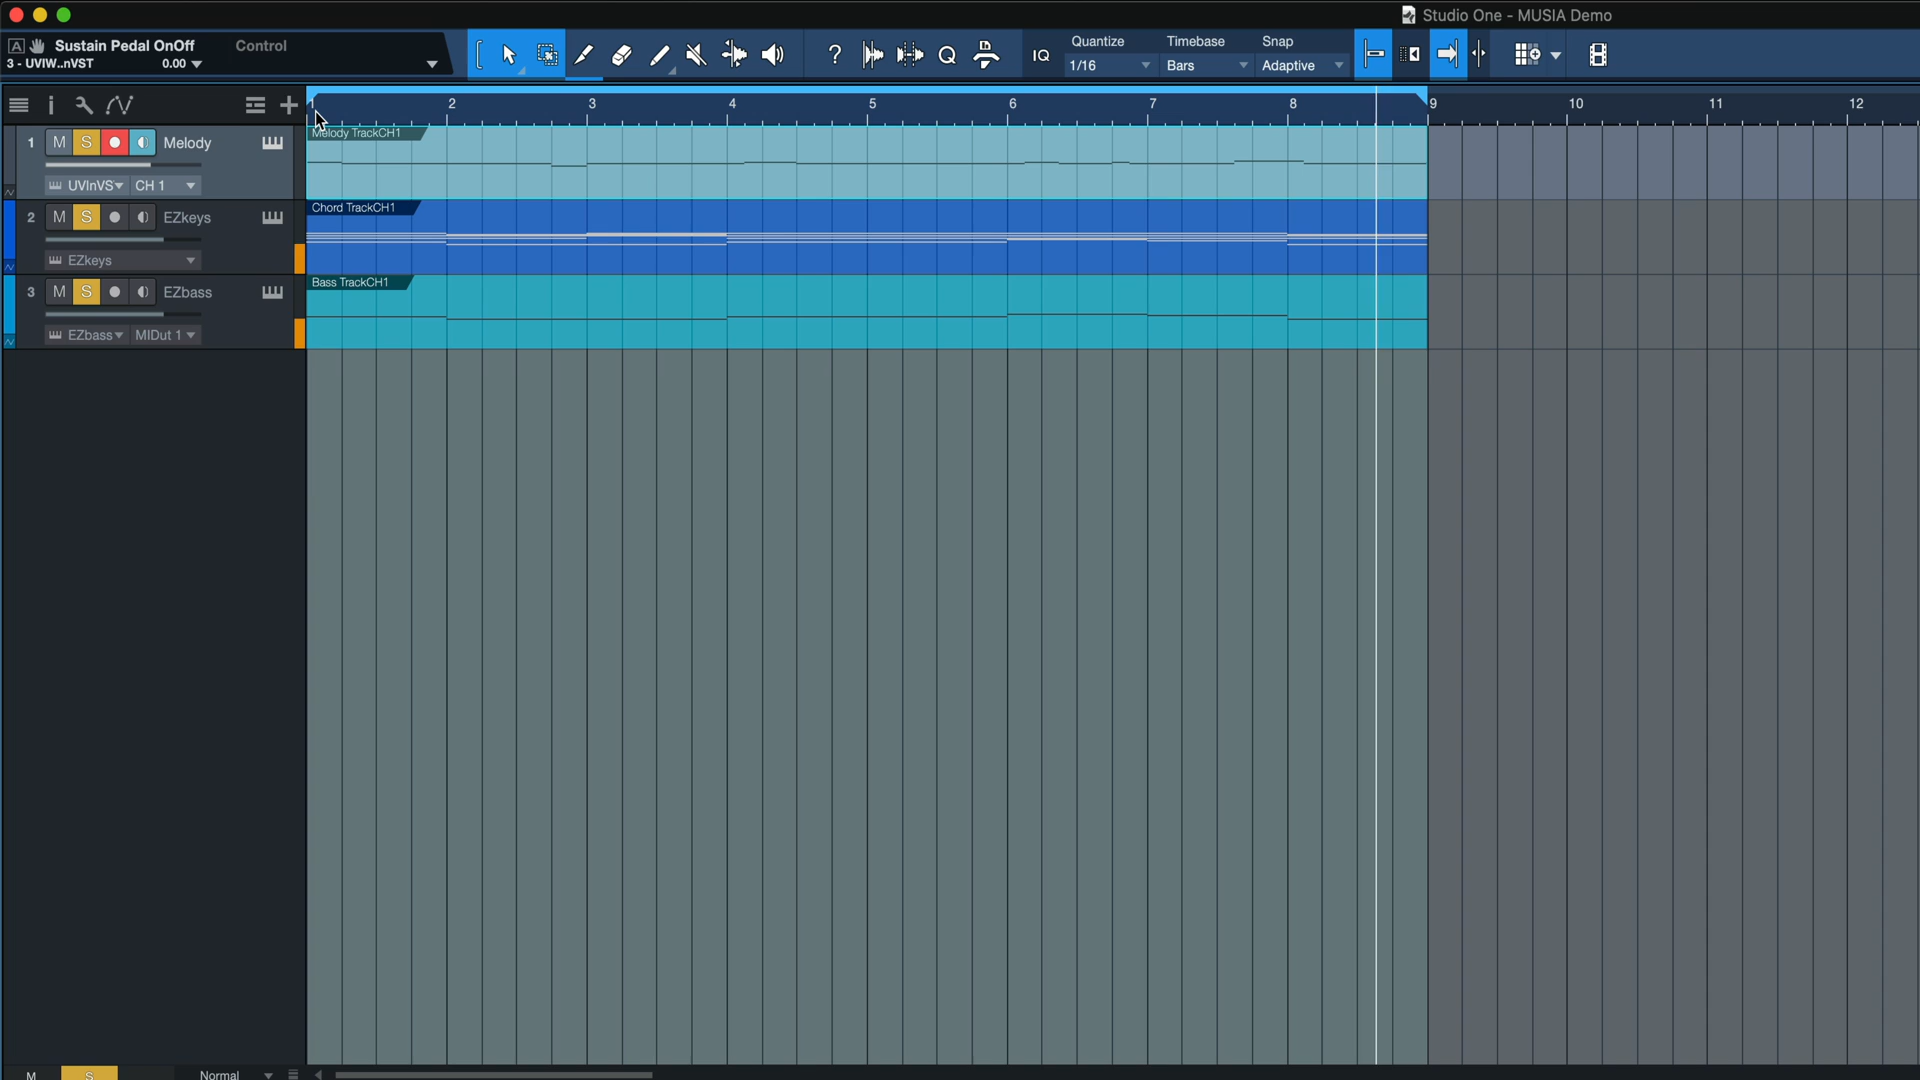 Studio One - MUSIA Demo
A Sustain Pedal OnOff Control
3 - UVIW..nVST 0.00
? Q IQ
Quantize Timebase Snap
1/16 Bars Adaptive
1 2 3 4 5 6 7 8 9 10 11 12
1 M S Melody
UVInVS CH 1
Melody TrackCH1
2 M S EZkeys
EZkeys
Chord TrackCH1
3 M S EZbass
EZbass MIDut 1
Bass TrackCH1
M S Normal